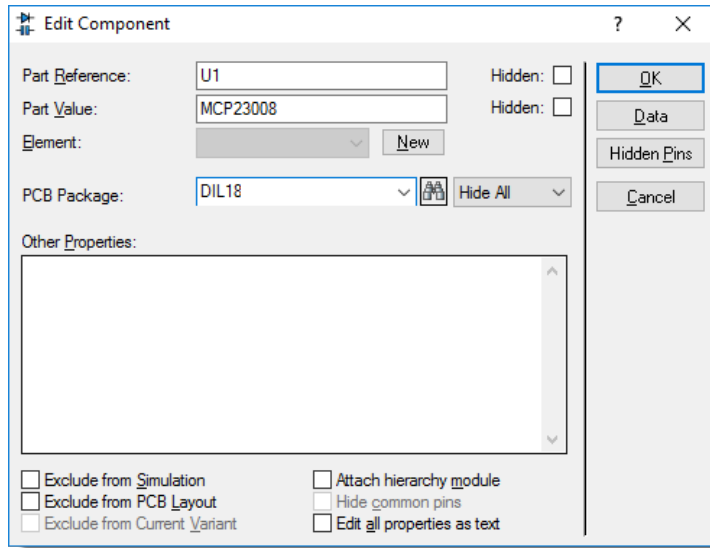 Edit Component
?
Part Reference:
U1
Hidden:
OK
Part Value:
MCP23008
Hidden:
Data
Element:
New
Hidden Pins
PCB Package:
DIL18
Hide All
Cancel
Other Properties:
Exclude from Simulation
Attach hierarchy module
Exclude from PCB Layout
Hide common pins
Exclude from Current Variant
Edit all properties as text